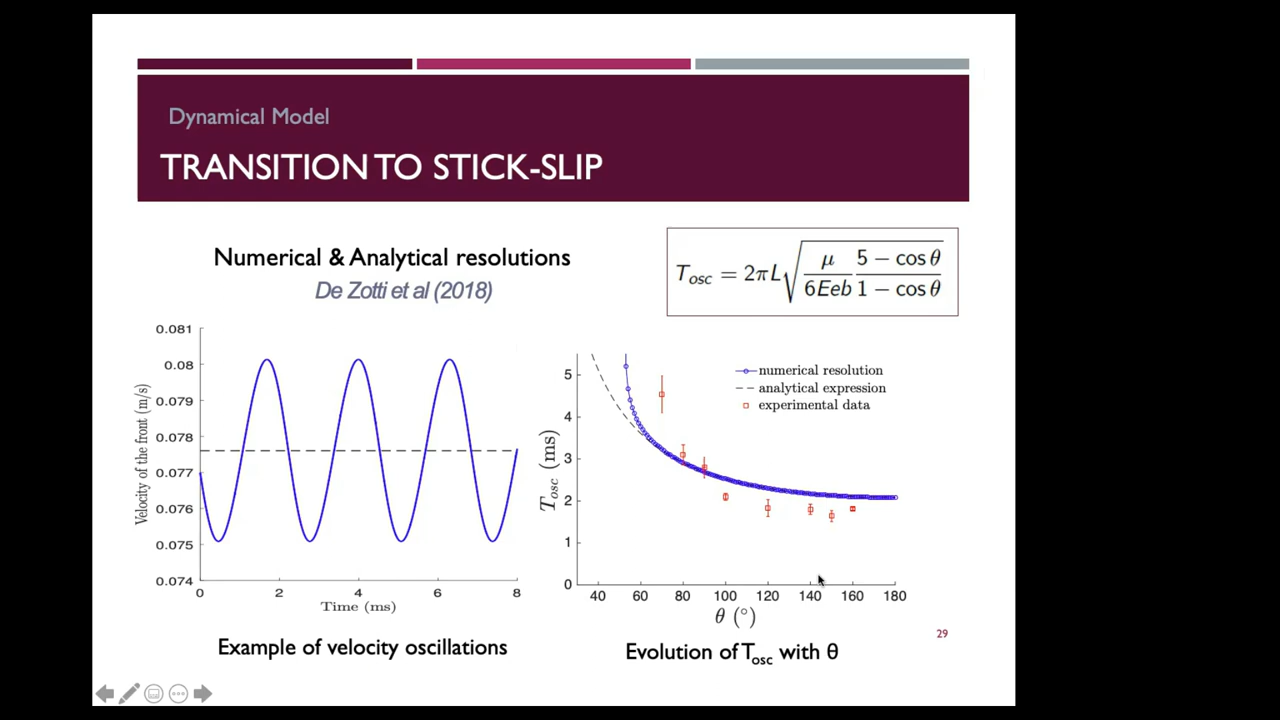 Dynamical Model
TRANSITION TO STICK-SLIP
Numerical & Analytical resolutions
De Zotti et al (2018)
T_osc = 2πL√(μ/6Eeb (5 − cos θ)/(1 − cos θ))
0.081
0.08
0.079
0.078
0.077
0.076
0.075
0.074
Velocity of the front (m/s)
0 2 4 6 8
Time (ms)
Example of velocity oscillations
numerical resolution
analytical expression
experimental data
5
4
3
2
1
0
T_osc (ms)
40 60 80 100 120 140 160 180
θ (°)
Evolution of T_osc with θ
29